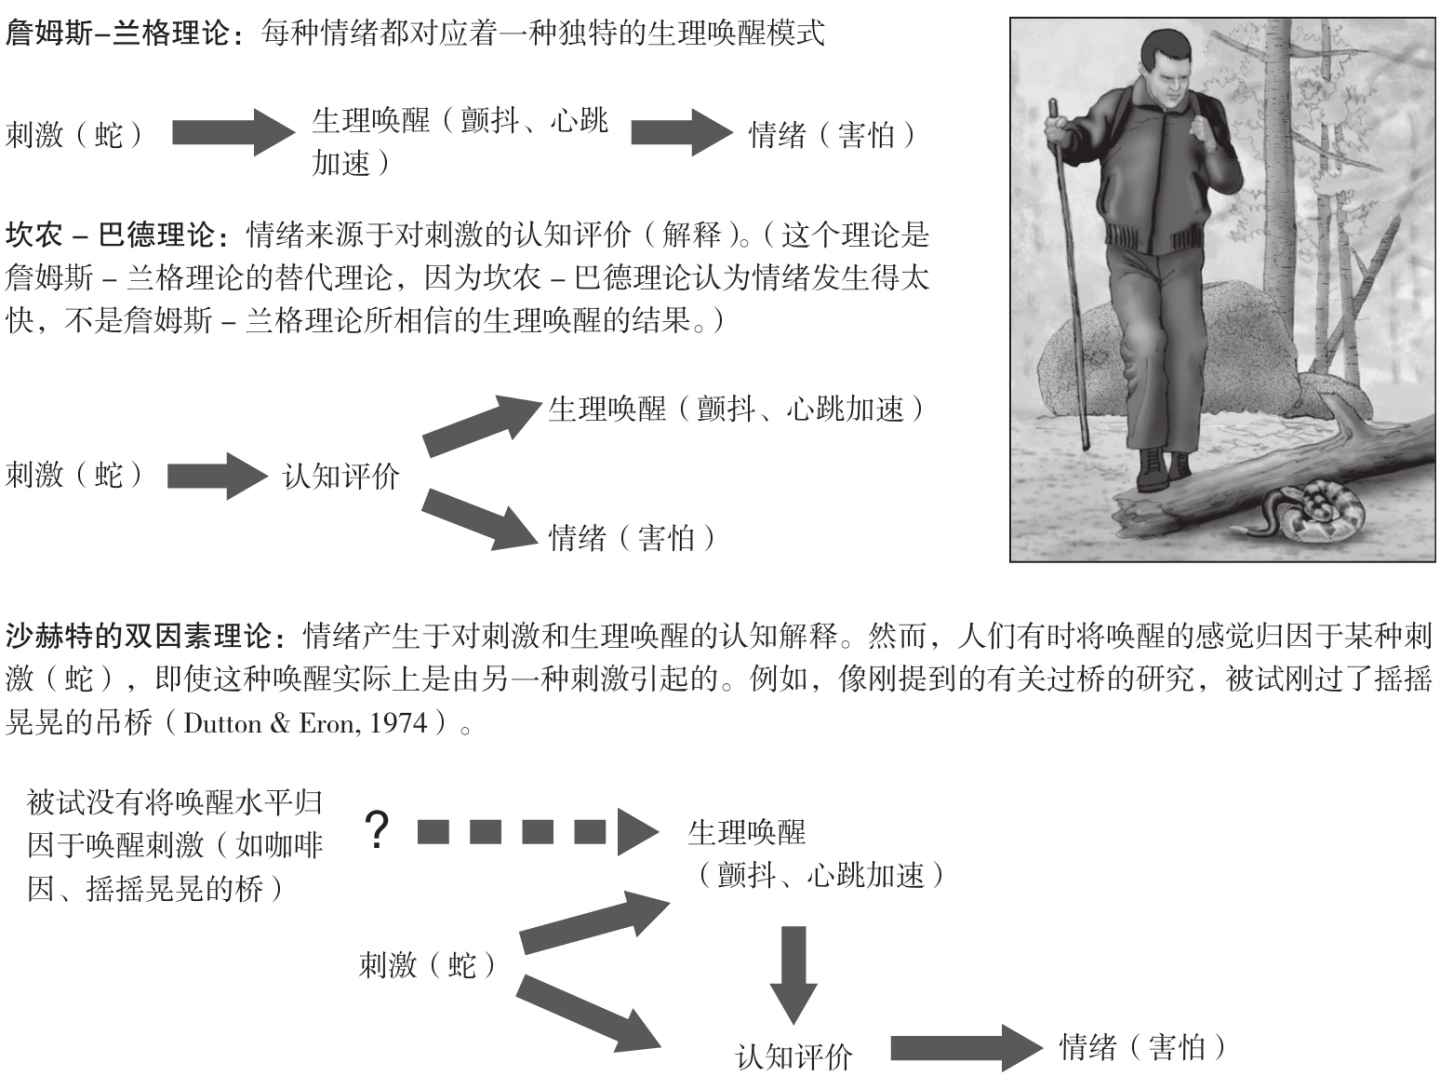 詹姆斯–兰格理论：每种情绪都对应着一种独特的生理唤醒模式
刺激（蛇）
生理唤醒（颤抖、心跳
加速）
情绪（害怕）
坎农－巴德理论：情绪来源于对刺激的认知评价（解释）。（这个理论是
詹姆斯－兰格理论的替代理论，因为坎农－巴德理论认为情绪发生得太
快，不是詹姆斯－兰格理论所相信的生理唤醒的结果。）
生理唤醒（颤抖、心跳加速）
刺激（蛇）
认知评价
情绪（害怕）
沙赫特的双因素理论：情绪产生于对刺激和生理唤醒的认知解释。然而，人们有时将唤醒的感觉归因于某种刺
激（蛇），即使这种唤醒实际上是由另一种刺激引起的。例如，像刚提到的有关过桥的研究，被试刚过了摇摇
晃晃的吊桥（Dutton & Eron, 1974）。
被试没有将唤醒水平归
因于唤醒刺激（如咖啡
因、摇摇晃晃的桥）
?
生理唤醒
（颤抖、心跳加速）
刺激（蛇）
认知评价
情绪（害怕）